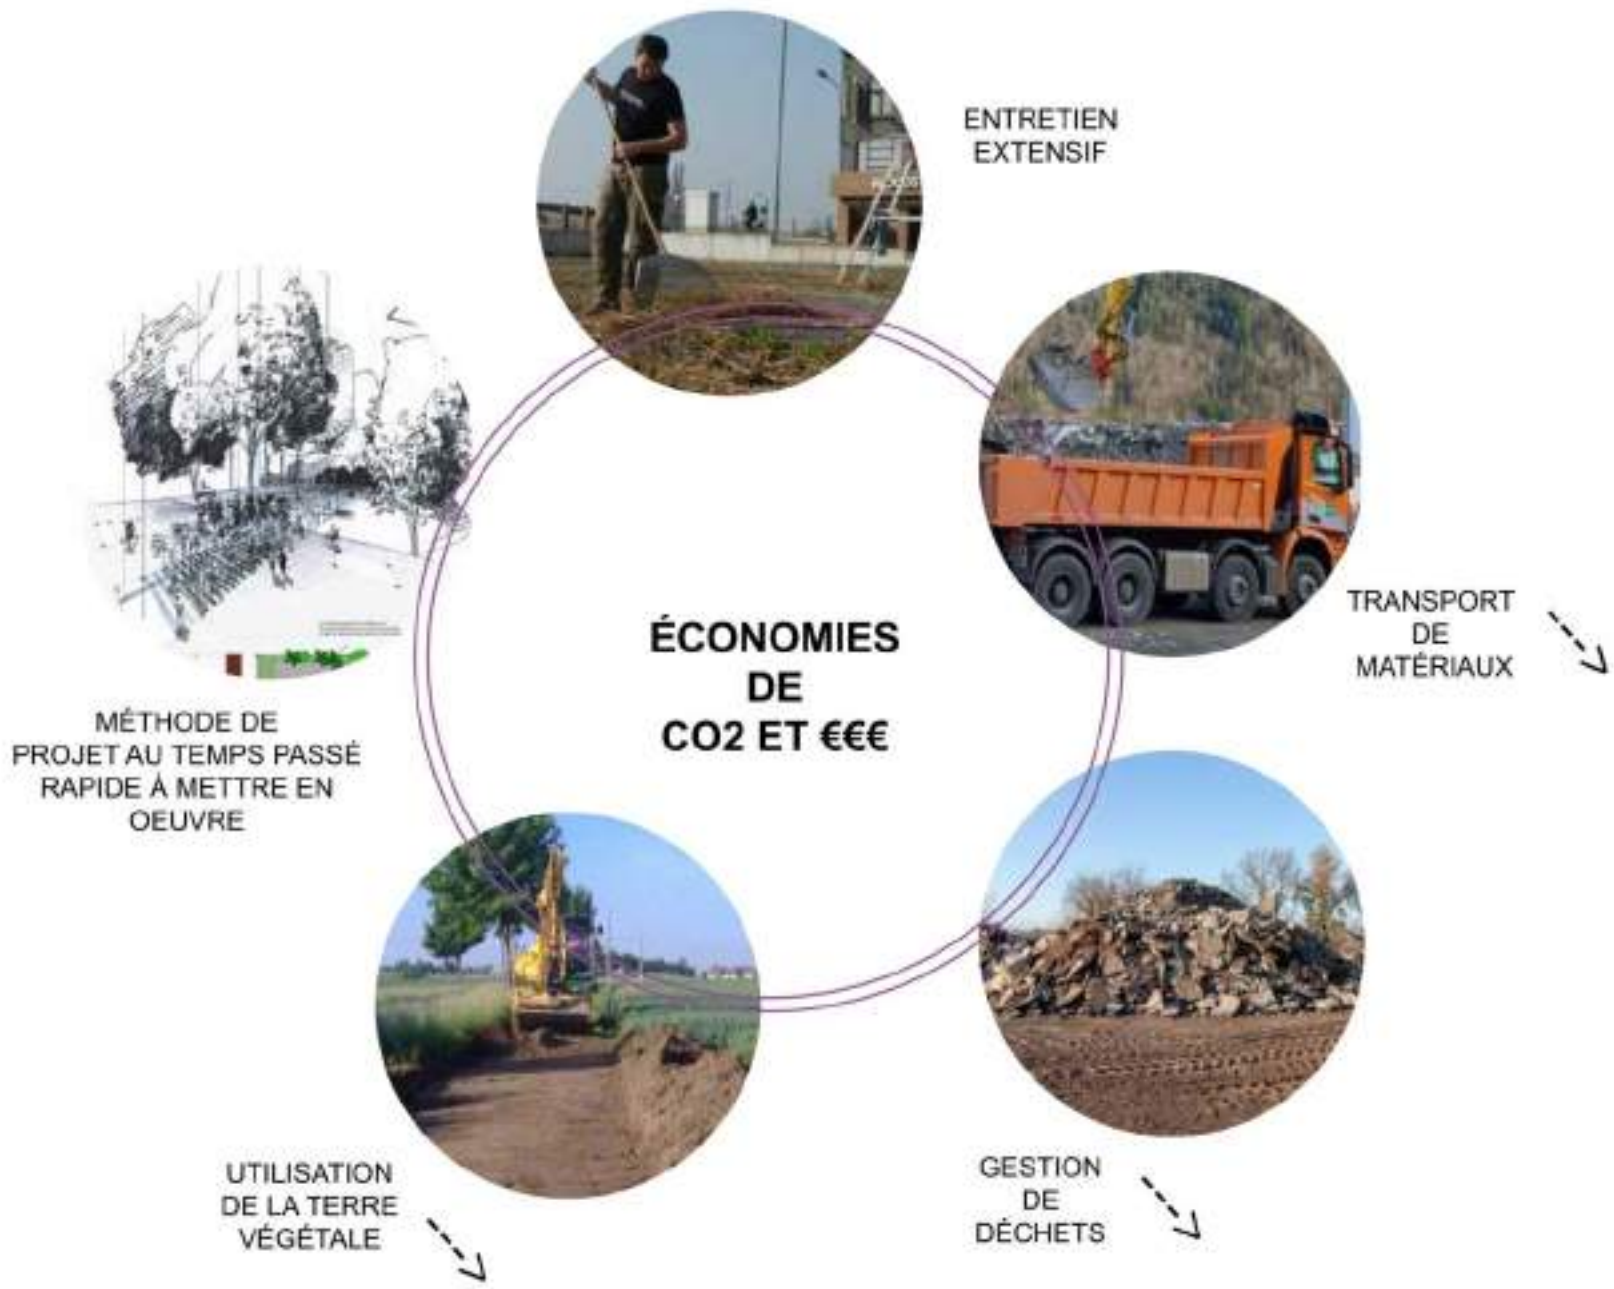 ENTRETIEN
EXTENSIF
TRANSPORT
DE
MATÉRIAUX
ÉCONOMIES
DE
CO2 ET €€€
MÉTHODE DE
PROJET AU TEMPS PASSÉ
RAPIDE À METTRE EN
OEUVRE
UTILISATION
DE LA TERRE
VÉGÉTALE
GESTION
DE
DÉCHETS